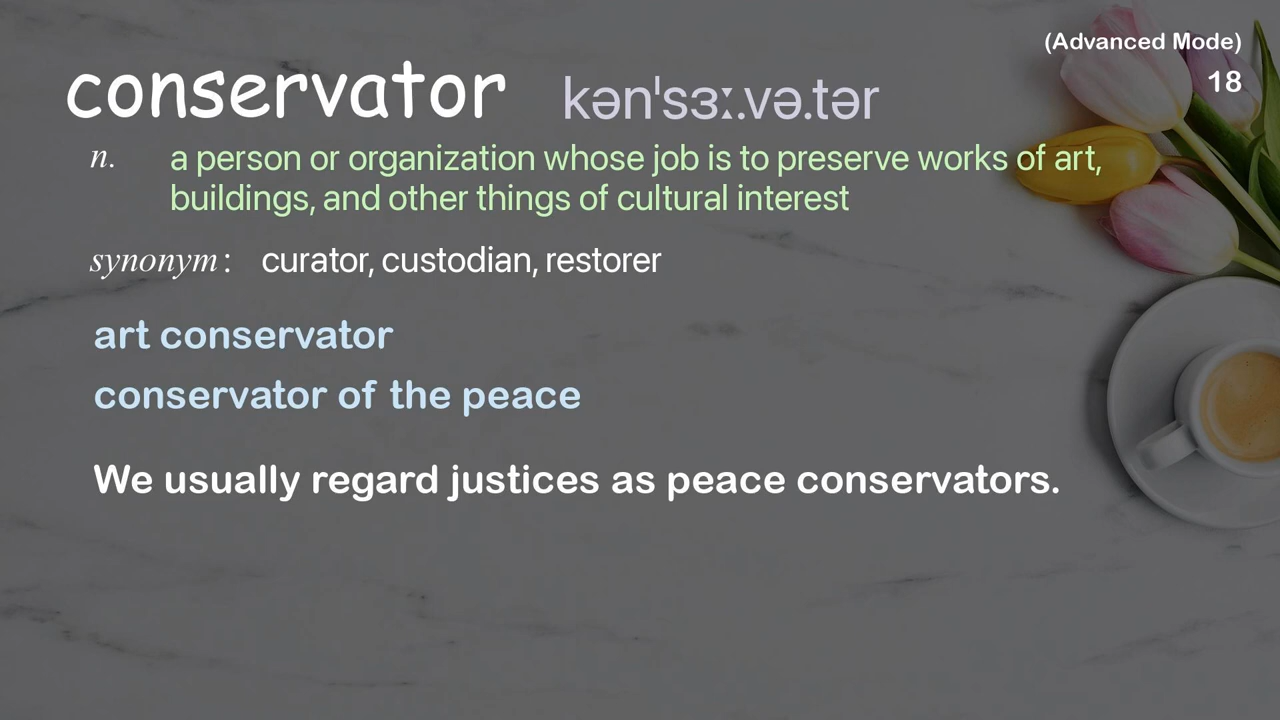 (Advanced Mode)
18
conservator kən'sɜː.və.tər
n. a person or organization whose job is to preserve works of art,
buildings, and other things of cultural interest
synonym : curator, custodian, restorer
art conservator
conservator of the peace
We usually regard justices as peace conservators.